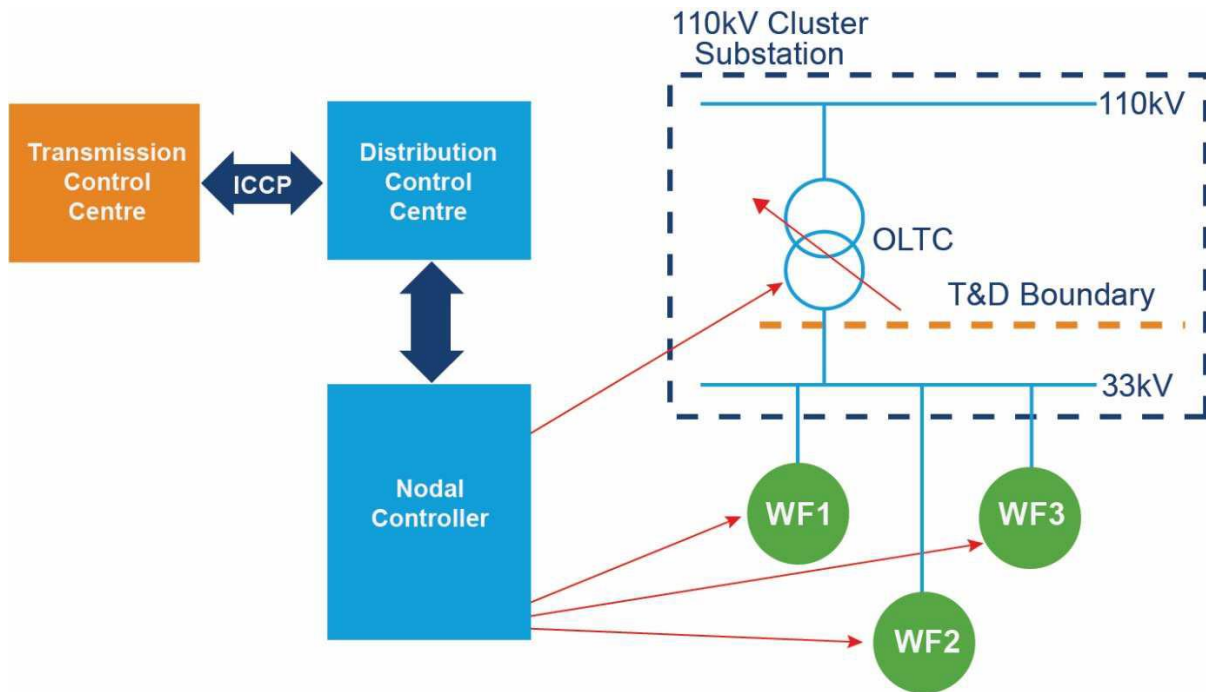 110kV Cluster
Substation
110kV
Transmission
Control
Centre
ICCP
Distribution
Control
Centre
OLTC
T&D Boundary
33kV
Nodal
Controller
WF1
WF3
WF2